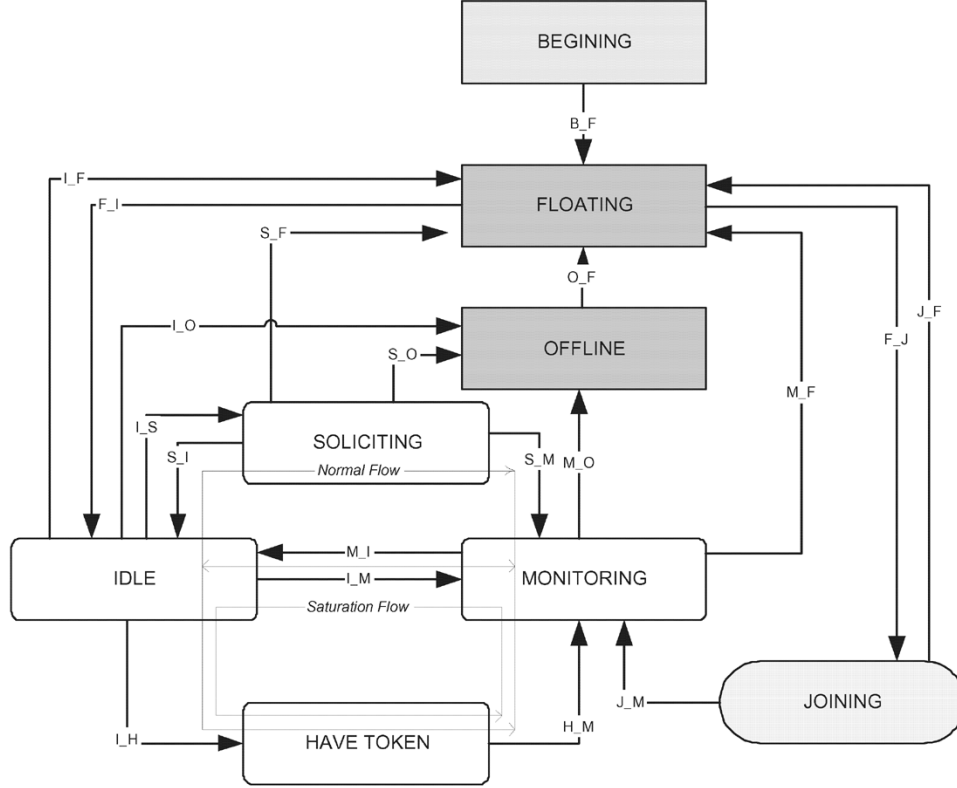 BEGINING
B_F
I_F
F_I
FLOATING
S_F
O_F
I_O
OFFLINE
S_O
J_F
F_J
M_F
I_S
SOLICITING
S_I
Normal Flow
S_M
M_O
IDLE
M_I
I_M
MONITORING
Saturation Flow
J_M
JOINING
I_H
HAVE TOKEN
H_M